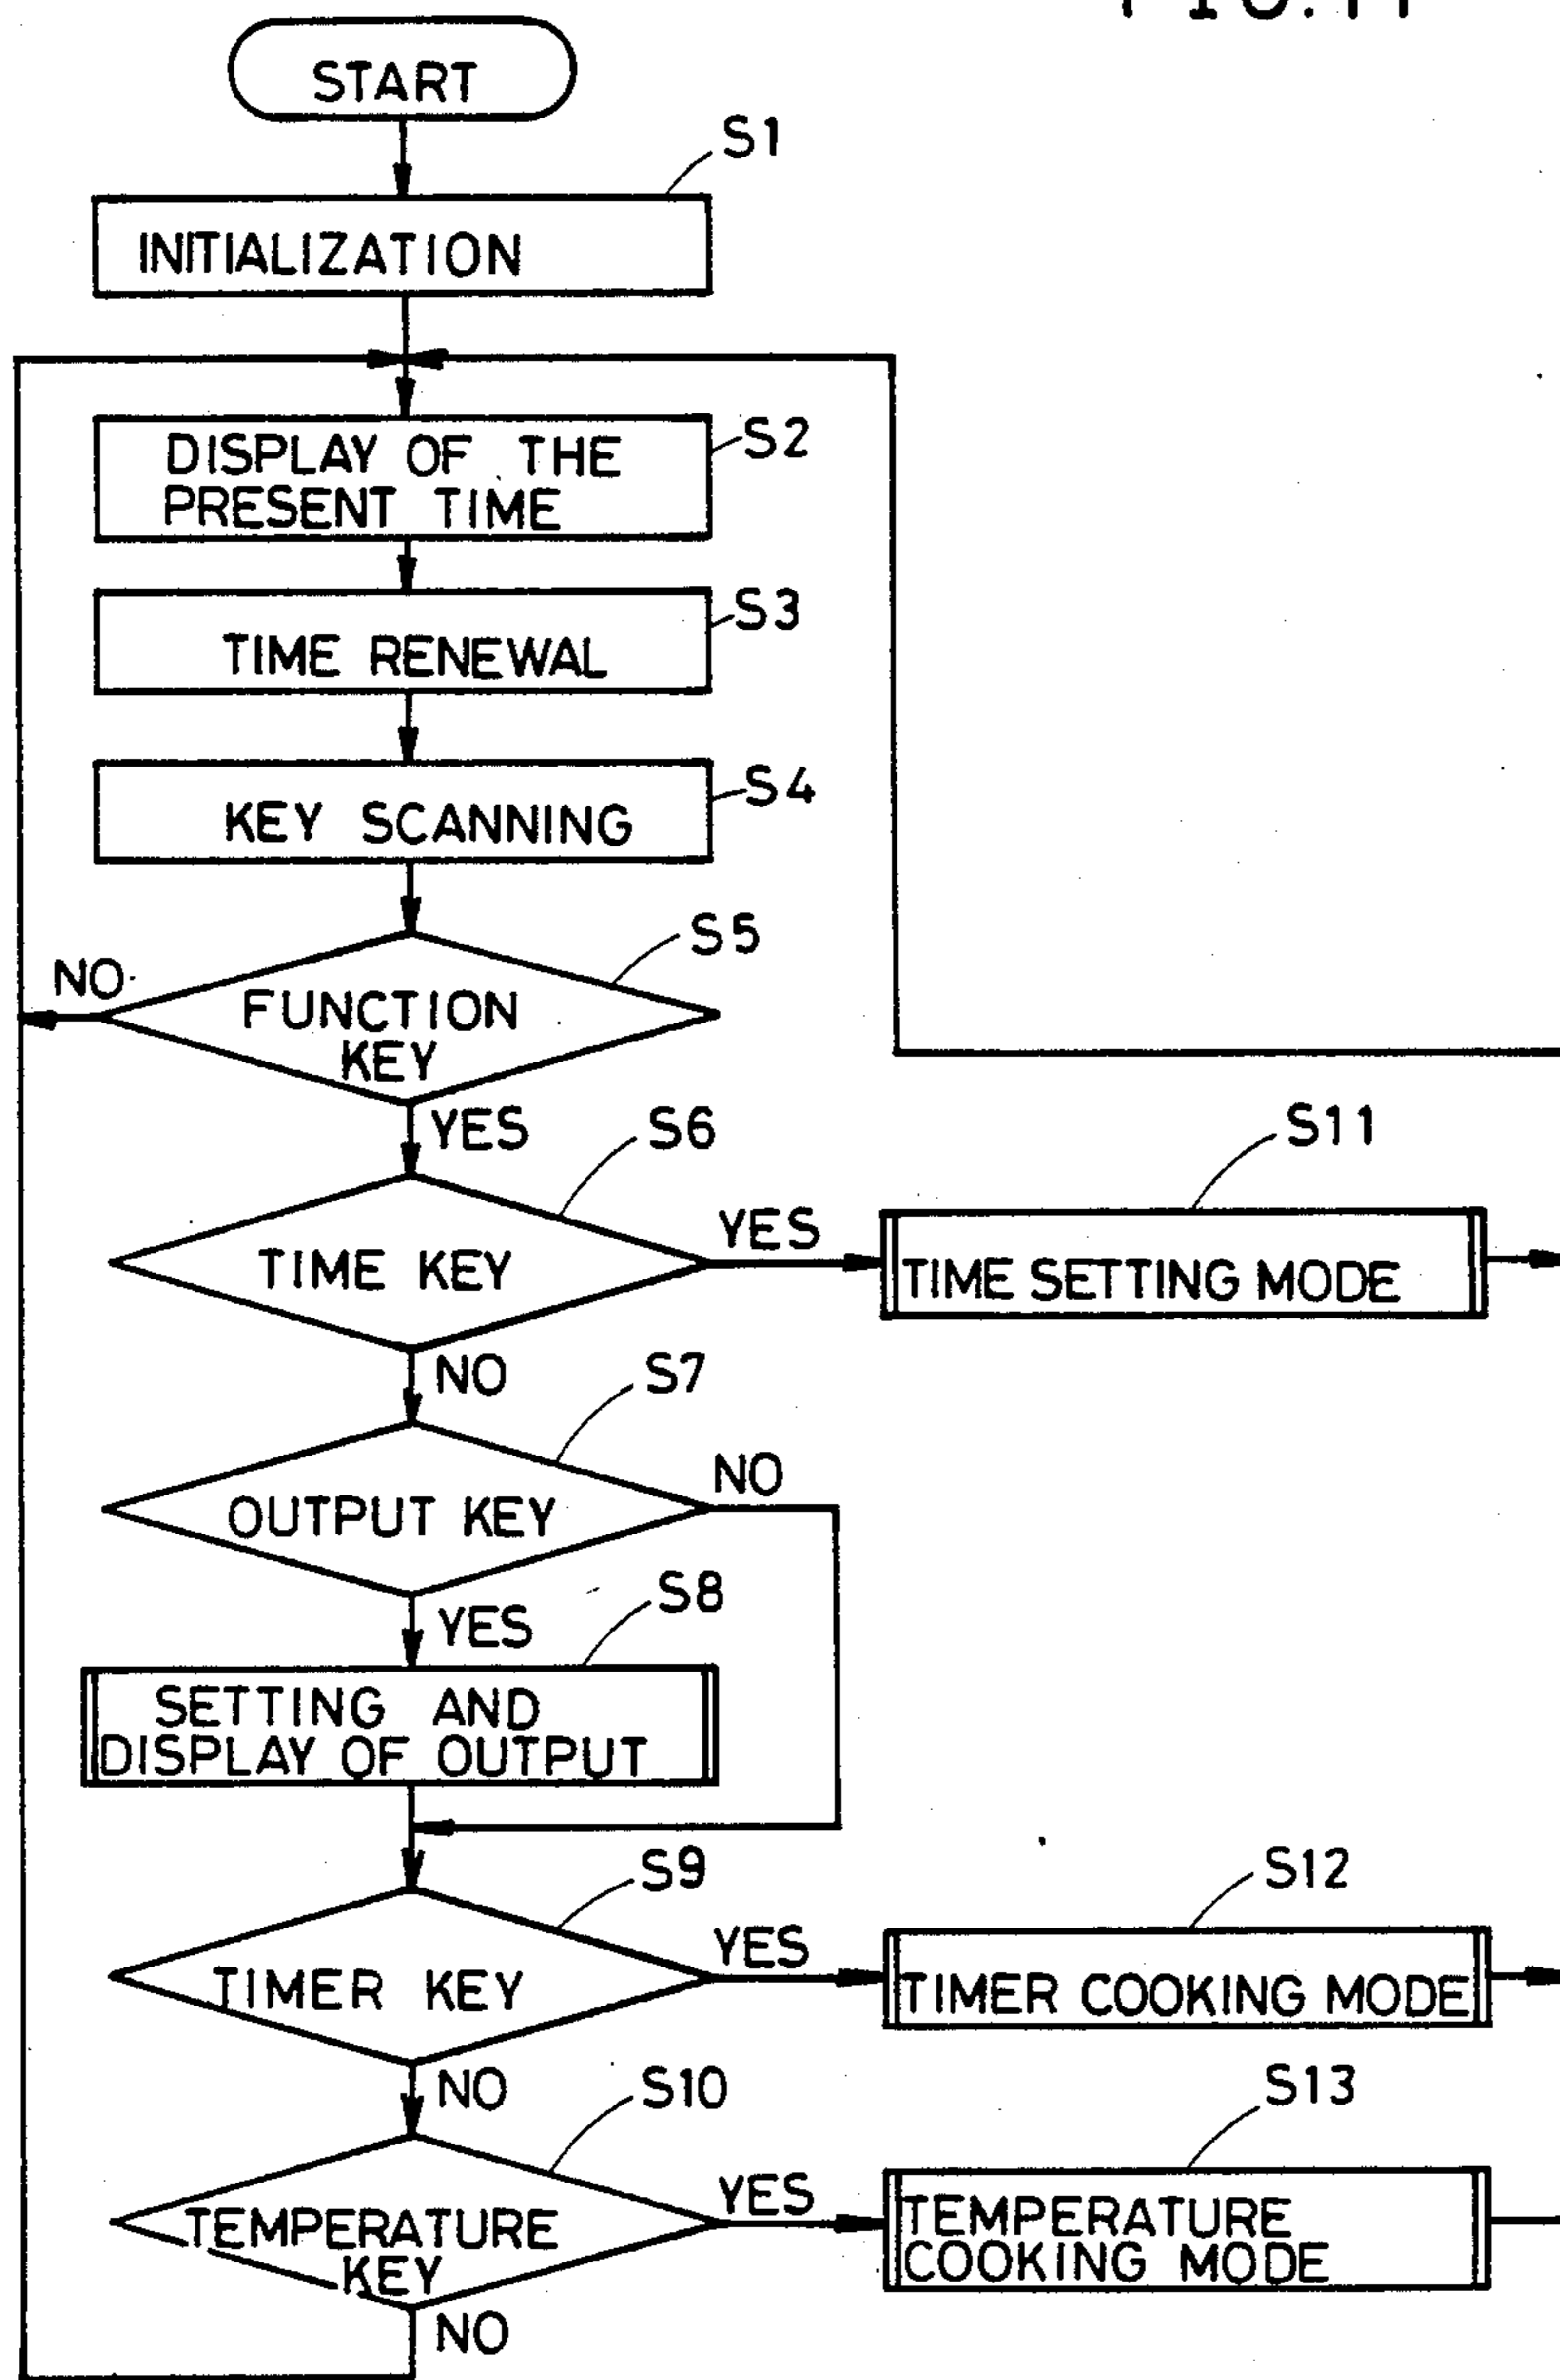 START
S1
INITIALIZATION
S2
DISPLAY OF THE
PRESENT TIME
S3
TIME RENEWAL
S4
KEY SCANNING
S5
NO
FUNCTION
KEY
YES
S6
S11
TIME KEY
YES
TIME SETTING MODE
NO
S7
OUTPUT KEY
NO
YES
S8
SETTING AND
DISPLAY OF OUTPUT
S9
S12
TIMER KEY
YES
TIMER COOKING MODE
NO
S10
S13
TEMPERATURE
KEY
YES
TEMPERATURE
COOKING MODE
NO